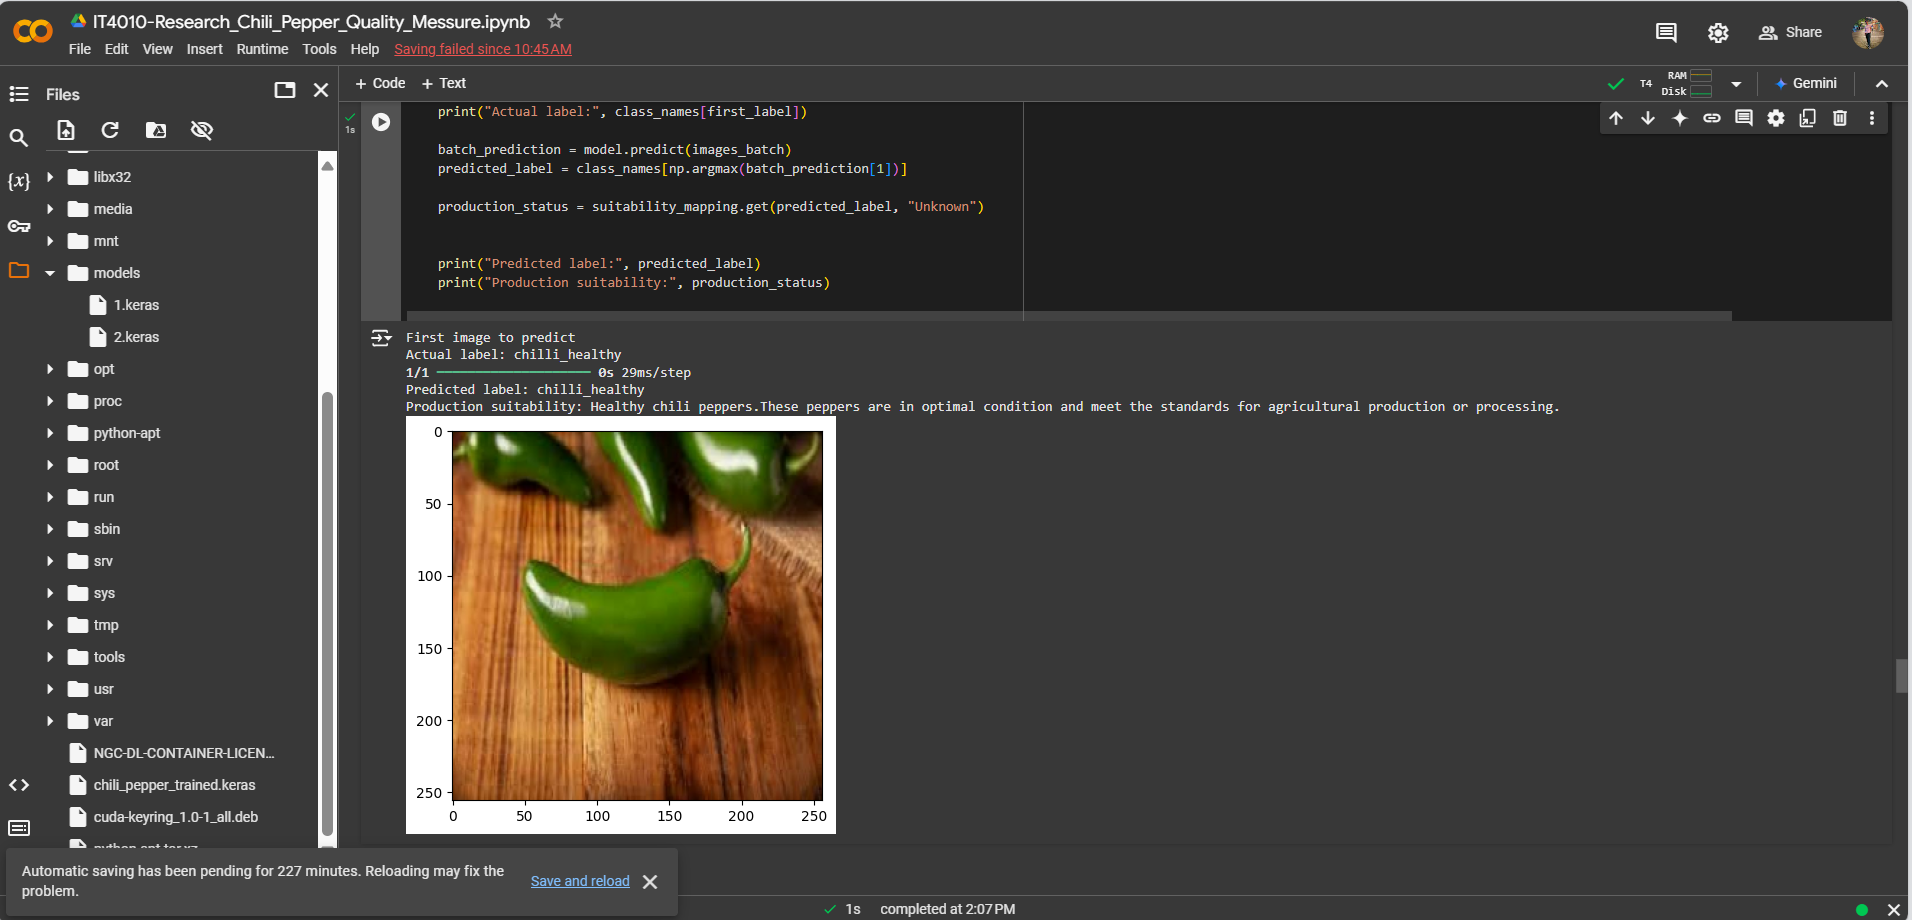 IT4010-Research_Chili_Pepper_Quality_Messure.ipynb
File Edit View Insert Runtime Tools Help Saving failed since 10:45 AM
Share
Files
+ Code + Text
T4 RAM Disk
Gemini
libx32
media
mnt
models
1.keras
2.keras
opt
proc
python-apt
root
run
sbin
srv
sys
tmp
tools
usr
var
NGC-DL-CONTAINER-LICEN...
chili_pepper_trained.keras
cuda-keyring_1.0-1_all.deb
{x}
1s
print("Actual label:", class_names[first_label])
batch_prediction = model.predict(images_batch)
predicted_label = class_names[np.argmax(batch_prediction[1])]
production_status = suitability_mapping.get(predicted_label, "Unknown")
print("Predicted label:", predicted_label)
print("Production suitability:", production_status)
First image to predict
Actual label: chilli_healthy
1/1 0s 29ms/step
Predicted label: chilli_healthy
Production suitability: Healthy chili peppers.These peppers are in optimal condition and meet the standards for agricultural production or processing.
0
50
100
150
200
250
0 50 100 150 200 250
Automatic saving has been pending for 227 minutes. Reloading may fix the
problem.
Save and reload
1s completed at 2:07 PM